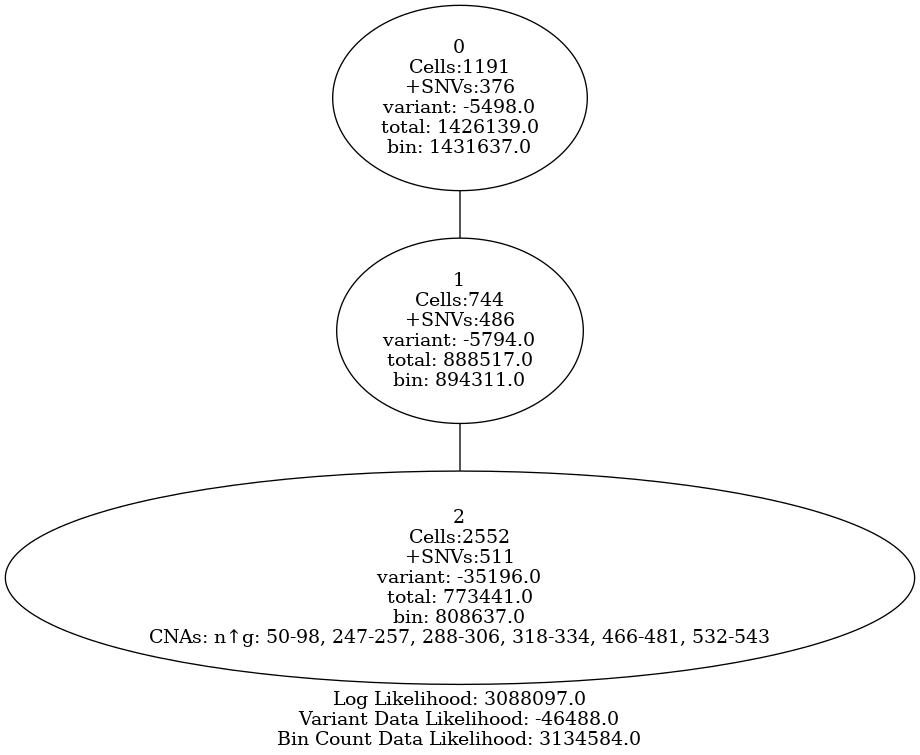 0
Cells:1191
+SNVs:376
variant: -5498.0
total: 1426139.0
bin: 1431637.0
1
Cells:744
+SNVs:486
variant: -5794.0
total: 888517.0
bin: 894311.0
2
Cells:2552
+SNVs:511
variant: -35196.0
total: 773441.0
bin: 808637.0
CNAs: n↑g: 50-98, 247-257, 288-306, 318-334, 466-481, 532-543
Log Likelihood: 3088097.0
Variant Data Likelihood: -46488.0
Bin Count Data Likelihood: 3134584.0